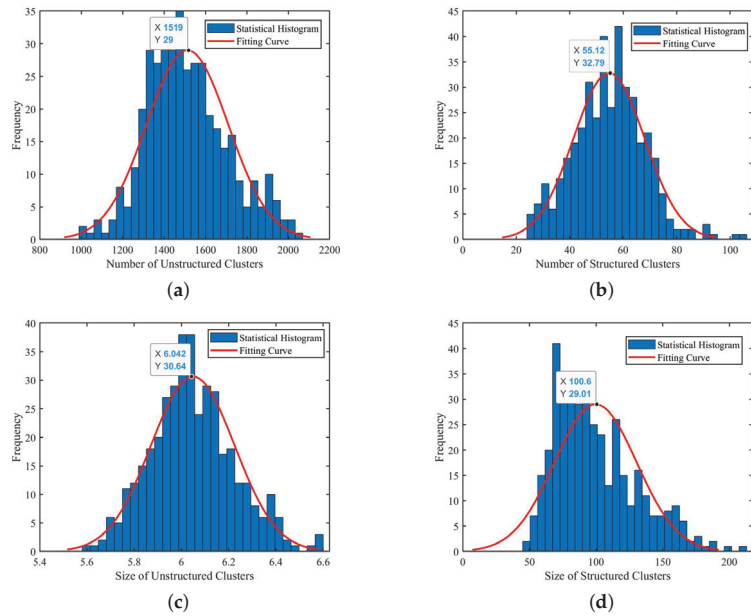 35
30
25
20
15
10
5
0
Frequency
X 1519
Y 29
Statistical Histogram
Fitting Curve
800 1000 1200 1400 1600 1800 2000 2200
Number of Unstructured Clusters
(a)
45
40
35
30
25
20
15
10
5
0
Frequency
X 55.12
Y 32.79
Statistical Histogram
Fitting Curve
0 20 40 60 80 100
Number of Structured Clusters
(b)
40
35
30
25
20
15
10
5
0
Frequency
X 6.042
Y 30.64
Statistical Histogram
Fitting Curve
5.4 5.6 5.8 6 6.2 6.4 6.6
Size of Unstructured Clusters
(c)
45
40
35
30
25
20
15
10
5
0
Frequency
X 100.6
Y 29.01
Statistical Histogram
Fitting Curve
0 50 100 150 200
Size of Structured Clusters
(d)